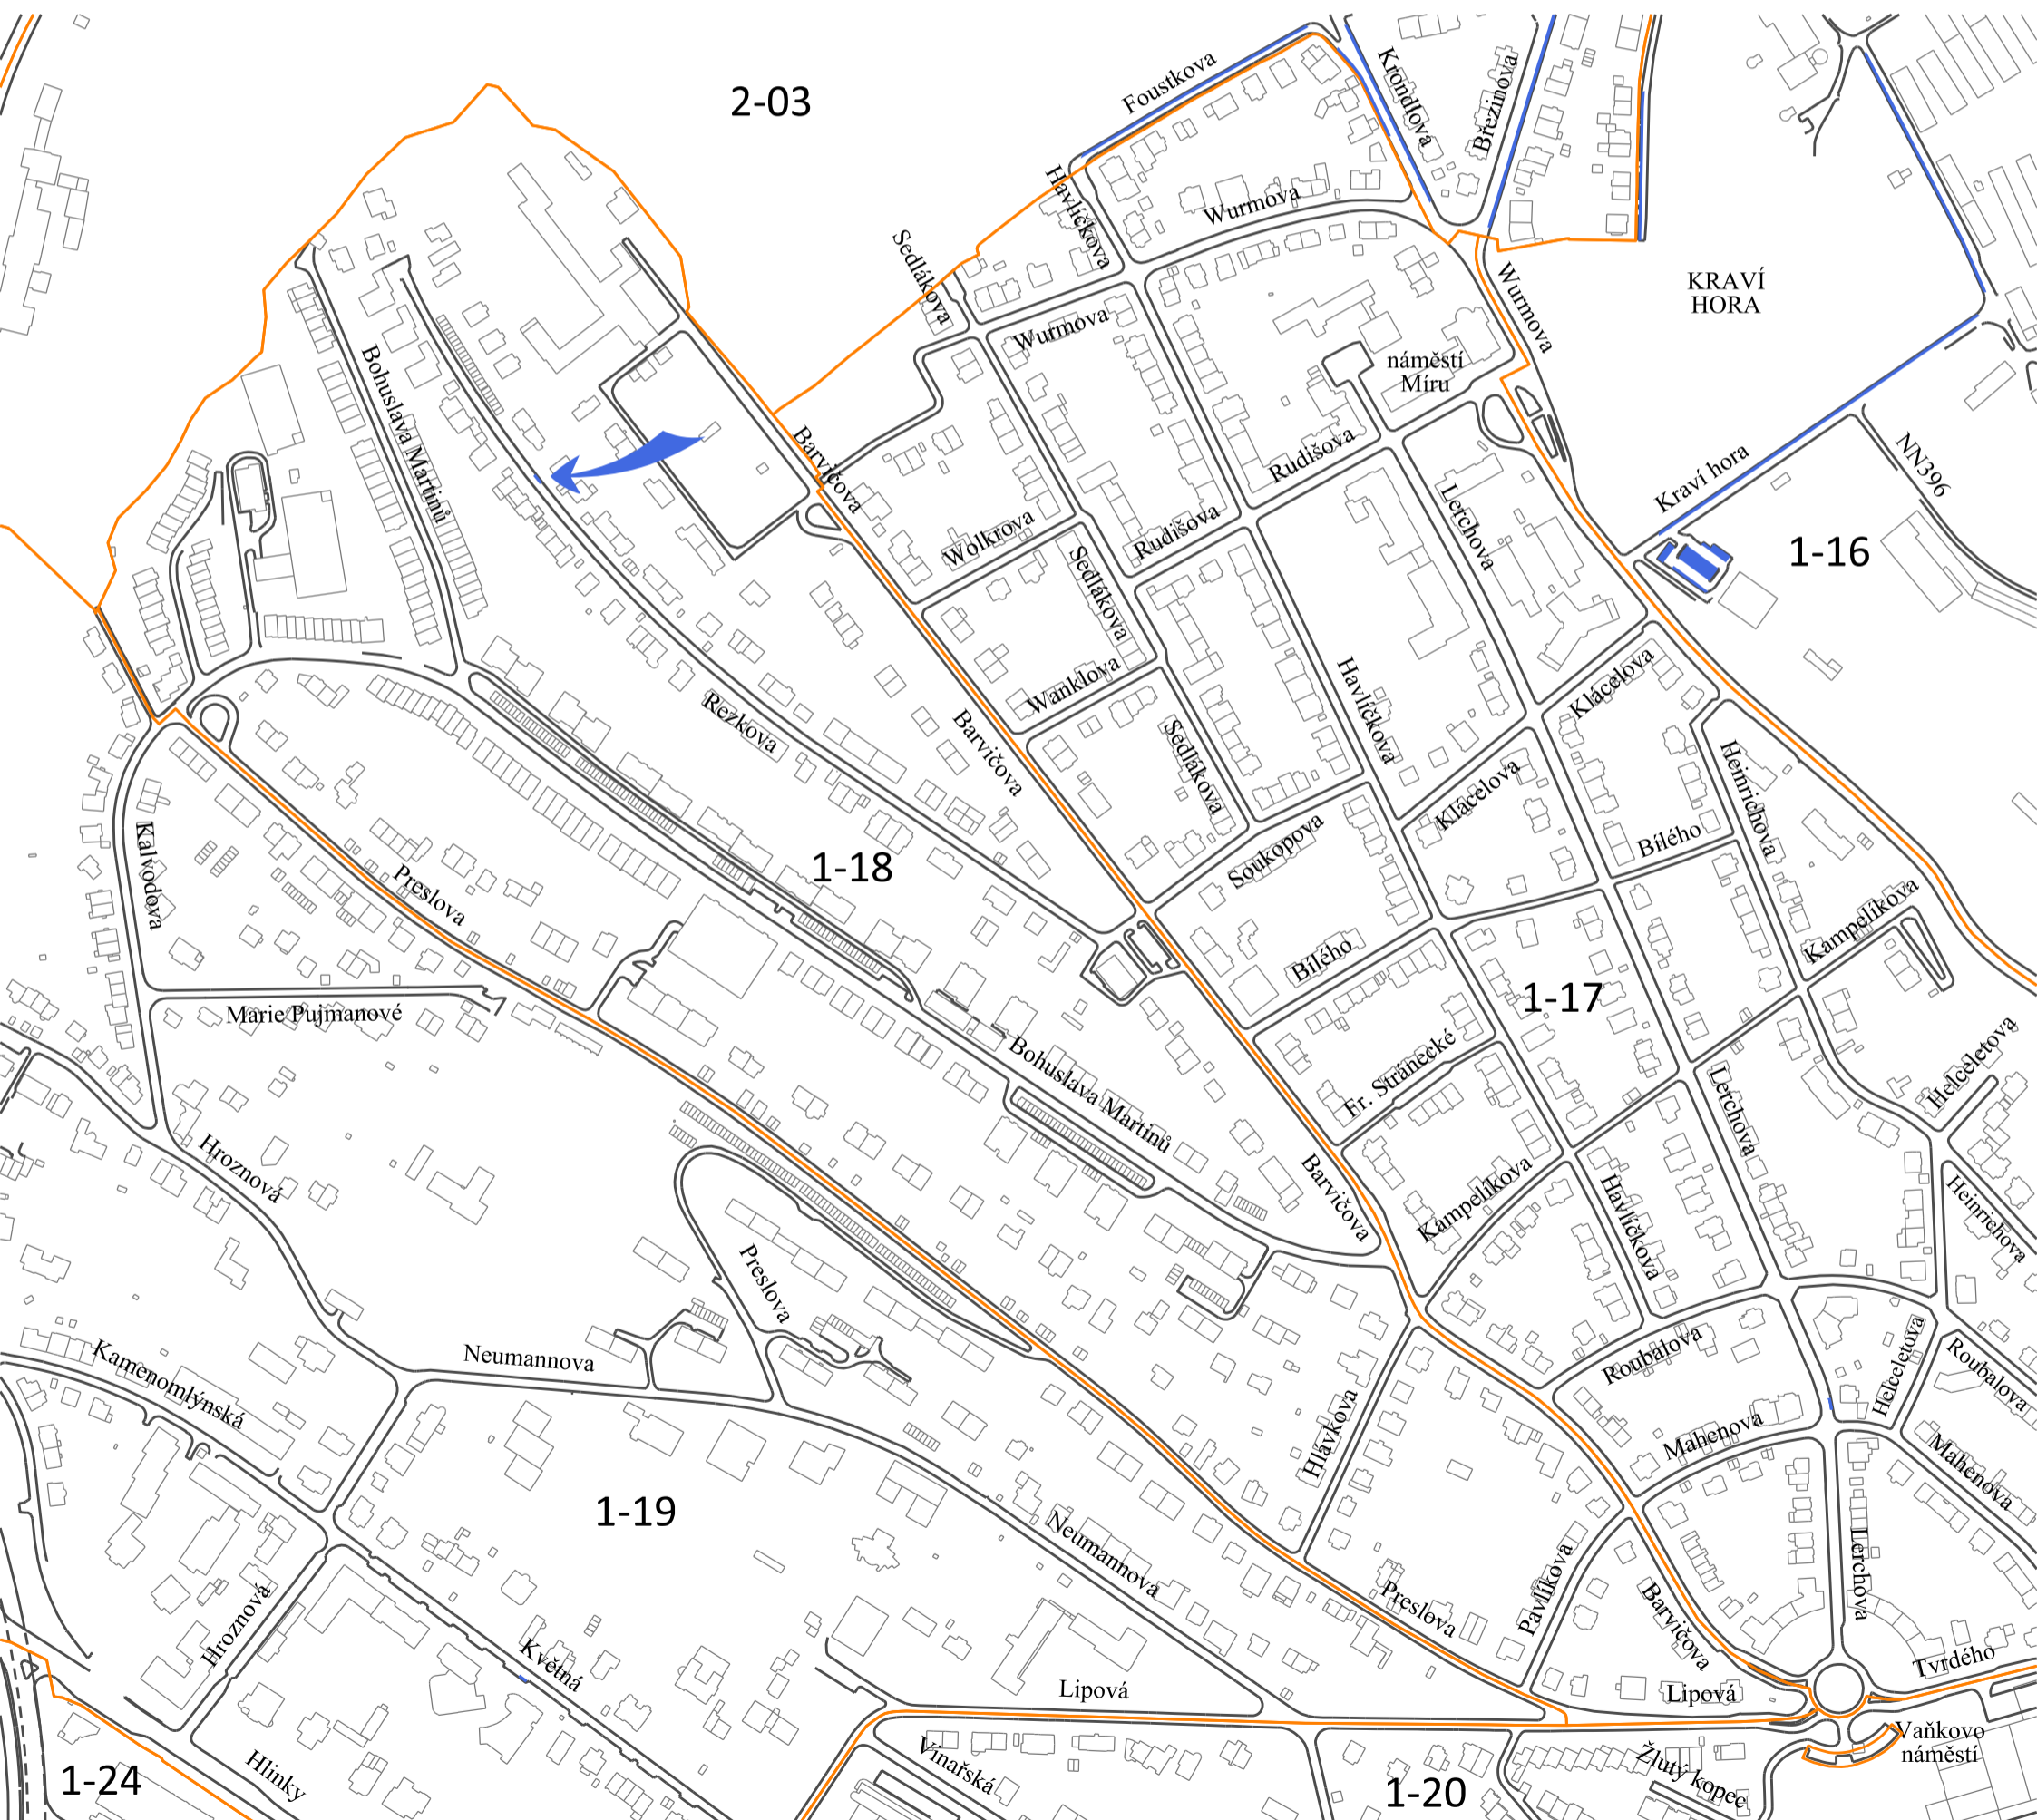 2-03
Foustkova
Krondlova
Březinova
Havlíčkova
Wurmova
Sedlákova
Wurmova
KRAVÍ
HORA
Wurmova
náměstí
Míru
Bohuslava Martinů
Barvičova
Rudišova
Kraví hora
NN396
Lerchova
Wolkrova
Rudišova
1-16
Sedlákova
Wanklova
Klácelova
Havlíčkova
Rezkova
Barvičova
Sedlákova
Heinrichova
Klácelova
Kalvodova
Preslova
1-18
Soukopova
Bílého
Kampelíkova
Bílého
1-17
Marie Pujmanové
Bohuslava Martinů
Fr. Stránecké
Helceletova
Lerchova
Hroznová
Barvičova
Kampelíkova
Havlíčkova
Heinrichova
Preslova
Neumannova
Kamenomlýnská
Roubalova
Helceletova
Roubalova
Hlávkova
Mahenova
Mahenova
1-19
Neumannova
Lerchova
Pavlíkova
Preslova
Barvičova
Hroznová
Květná
Lipová
Lipová
Tvrdého
Vaňkovo
náměstí
Vinařská
Žlutý kopec
Hlinky
1-24
1-20